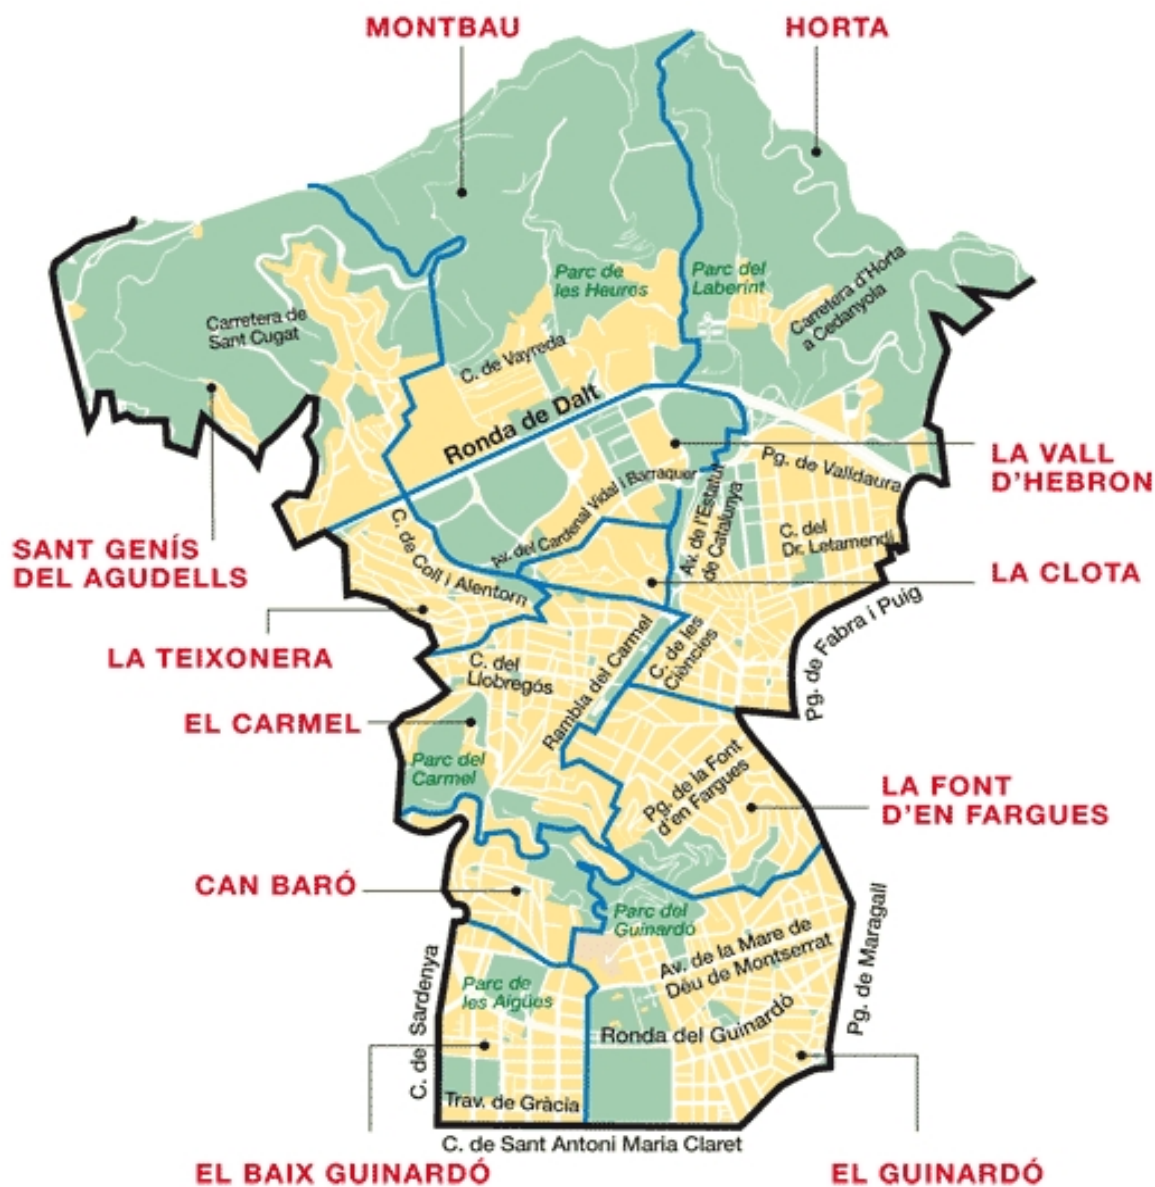 MONTBAU
HORTA
Parc de
les Heures
Parc del
Laberint
Carretera d'Horta
a Cedanyola
Carretera de
Sant Cugat
C. de Vayreda
Ronda de Dalt
LA VALL
D'HEBRON
Pg. de Valldaura
Av. del Cardenal Vidal i Barraquer
Av. de l'Estatut
de Catalunya
C. del
Dr. Letamendi
C. de Coll i Alentorn
SANT GENÍS
DEL AGUDELLS
LA CLOTA
Pg. de Fabra i Puig
LA TEIXONERA
C. del
Llobregós
Rambla del Carmel
C. de les
Ciències
EL CARMEL
Parc del
Carmel
Pg. de la Font
d'en Fargues
LA FONT
D'EN FARGUES
CAN BARÓ
Parc del
Guinardó
Av. de la Mare de
Déu de Montserrat
Pg. de Maragall
C. de Sardenya
Parc de
les Aigües
Ronda del Guinardó
Trav. de Gràcia
C. de Sant Antoni Maria Claret
EL BAIX GUINARDÓ
EL GUINARDÓ